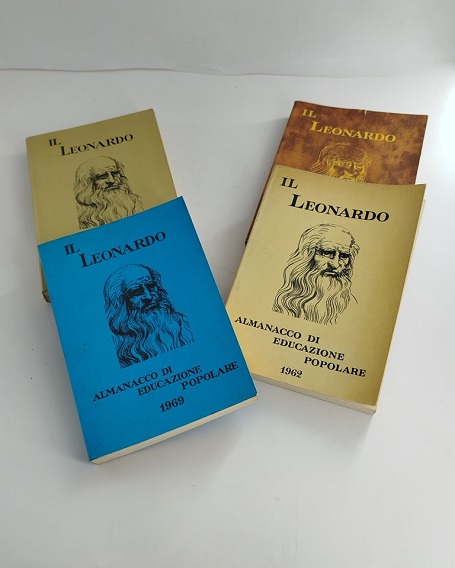 IL
LEONARDO
IL
LEONARDO
IL
LEONARDO
ALMANACCO DI
EDUCAZIONE
POPOLARE
1969
IL
LEONARDO
ALMANACCO DI
EDUCAZIONE
POPOLARE
1962